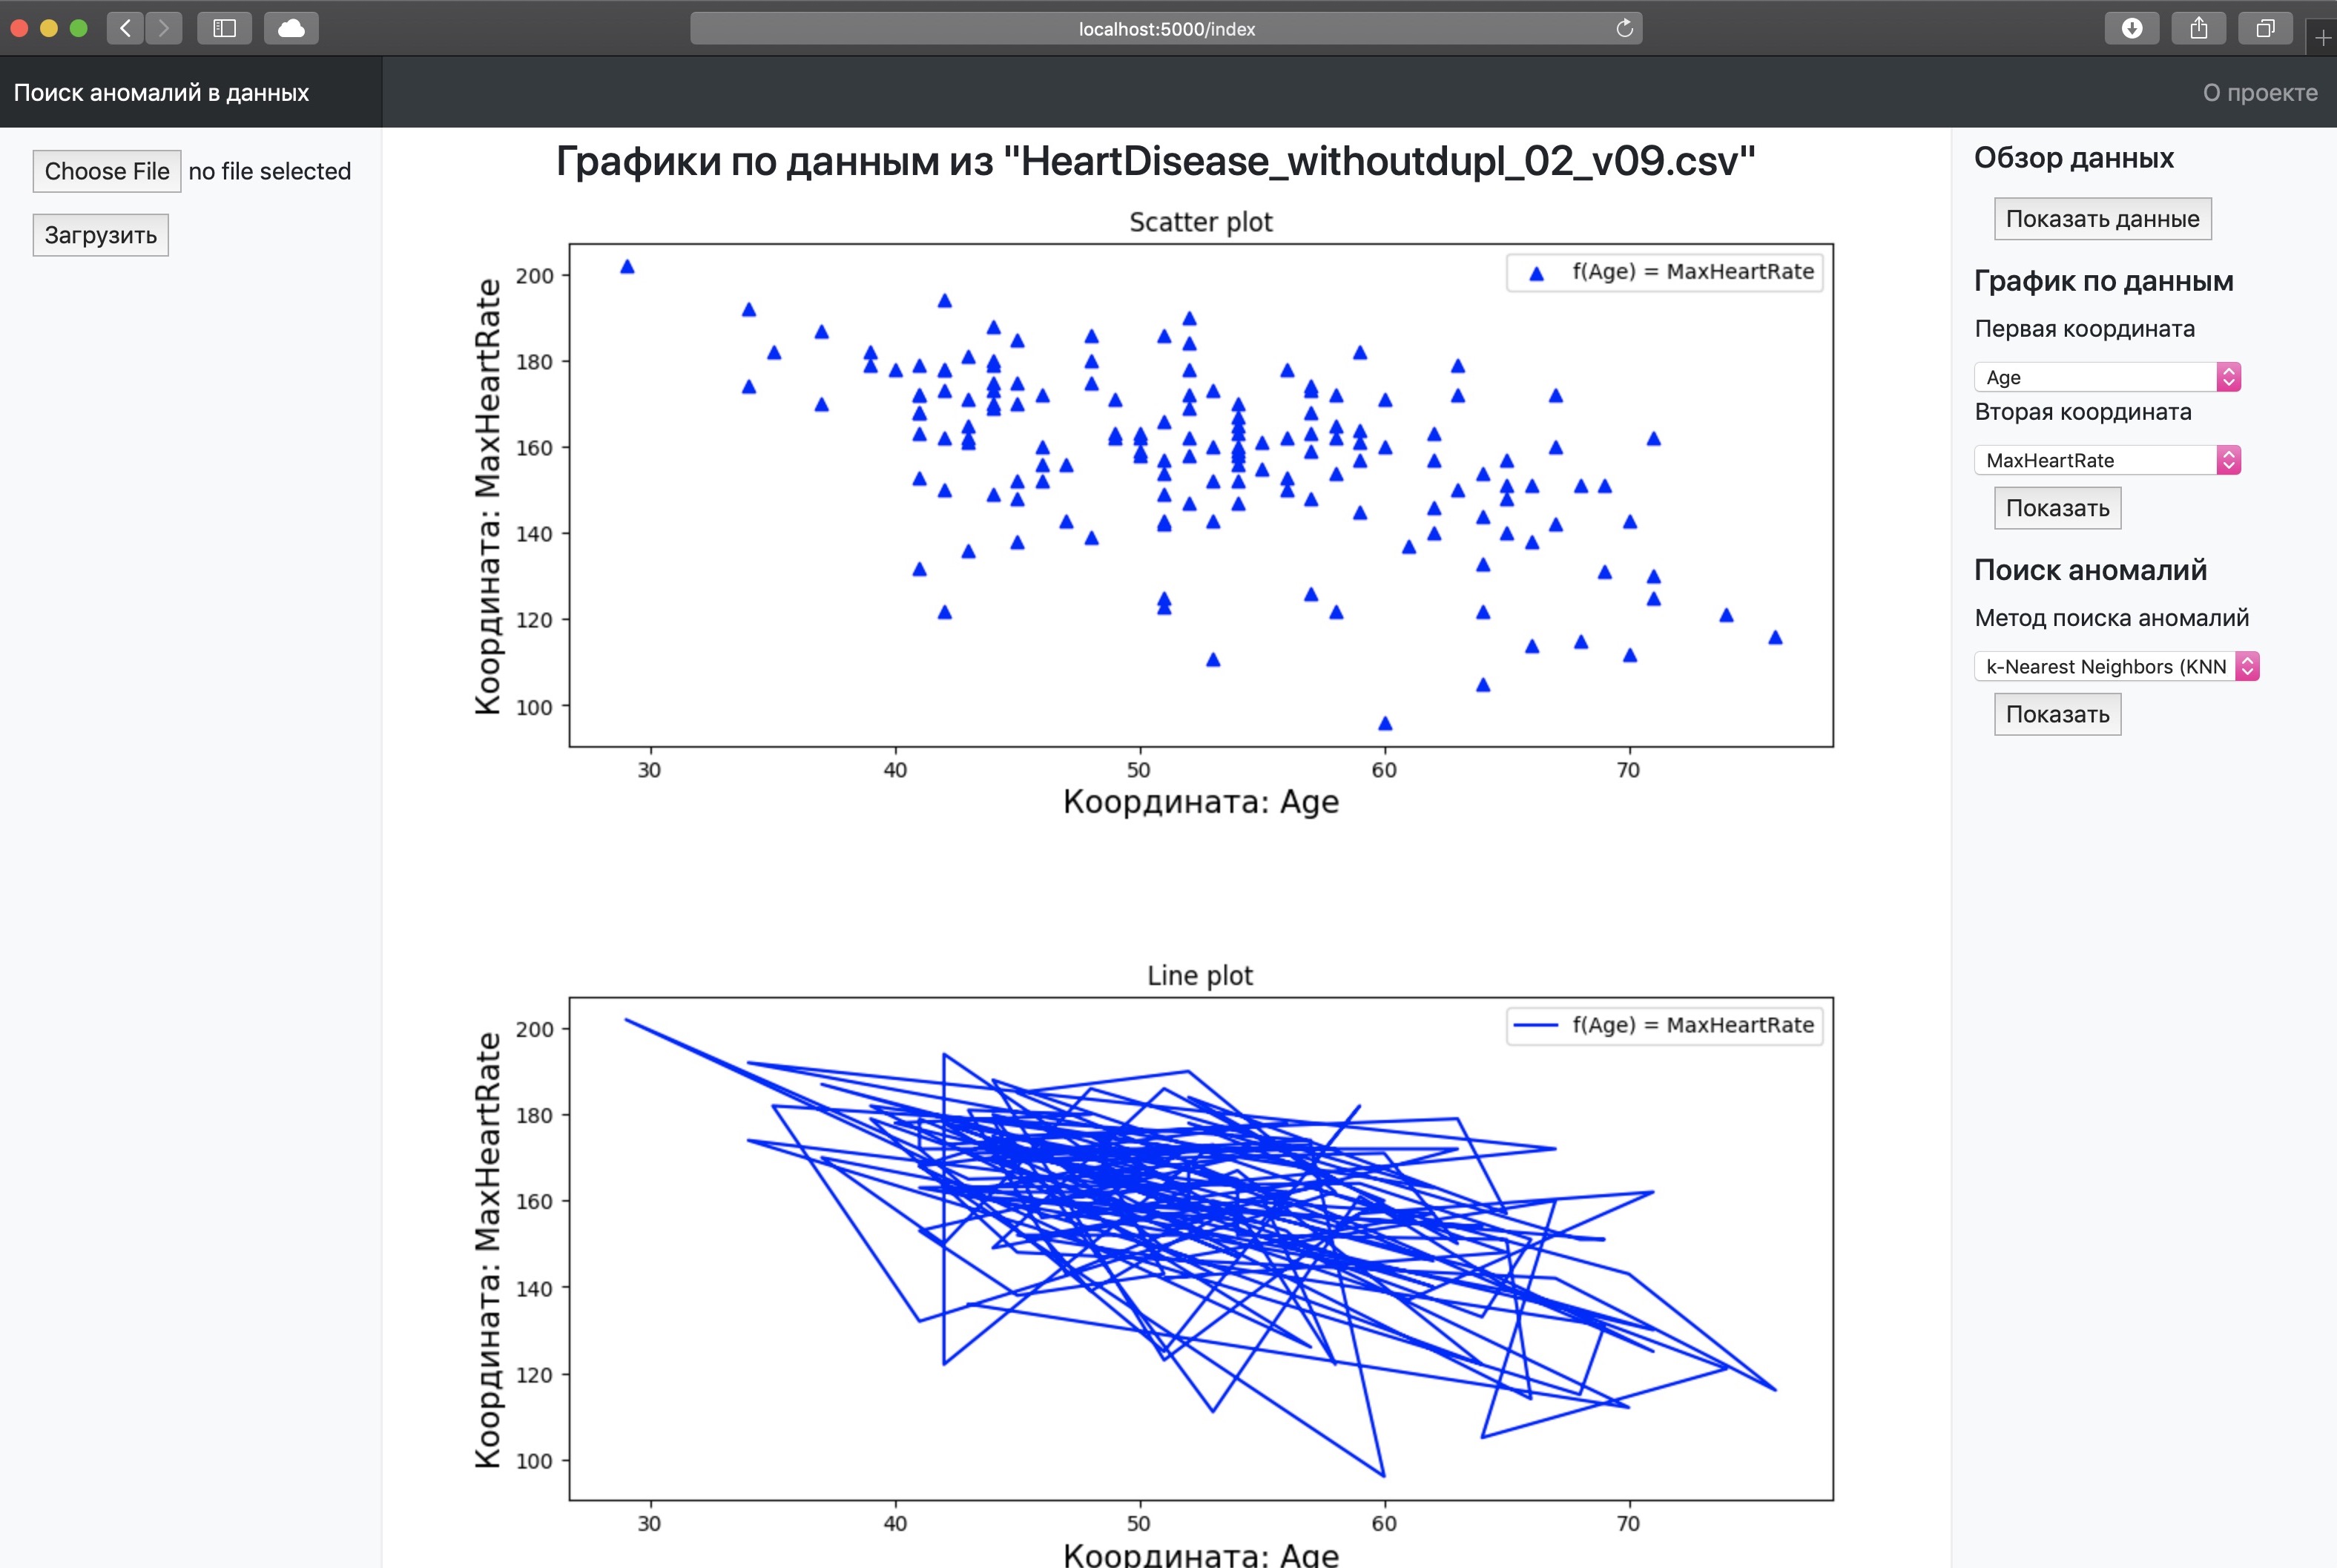 localhost:5000/index
Поиск аномалий в данных
О проекте
Choose File no file selected
Загрузить
Графики по данным из "HeartDisease_withoutdupl_02_v09.csv"
Scatter plot
f(Age) = MaxHeartRate
Координата: MaxHeartRate
200
180
160
140
120
100
30 40 50 60 70
Координата: Age
Line plot
f(Age) = MaxHeartRate
Координата: MaxHeartRate
200
180
160
140
120
100
30 40 50 60 70
Координата: Age
Обзор данных
Показать данные
График по данным
Первая координата
Age
Вторая координата
MaxHeartRate
Показать
Поиск аномалий
Метод поиска аномалий
k-Nearest Neighbors (KNN
Показать